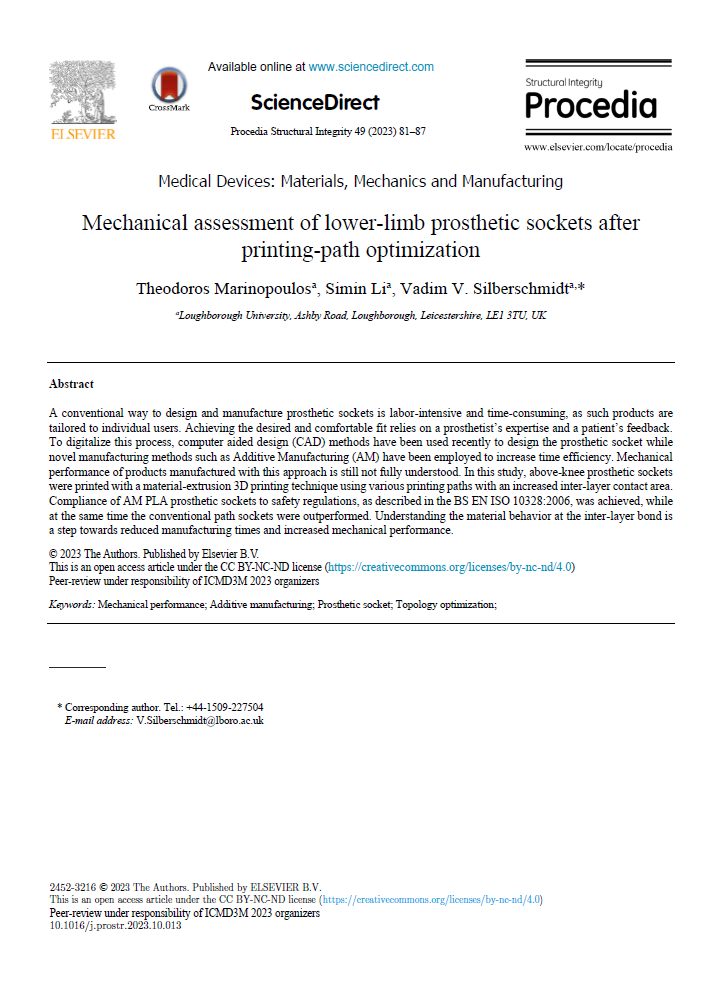 Available online at www.sciencedirect.com
ScienceDirect
Procedia Structural Integrity 49 (2023) 81–87
ELSEVIER
CrossMark
Structural Integrity
Procedia
www.elsevier.com/locate/procedia
Medical Devices: Materials, Mechanics and Manufacturing
Mechanical assessment of lower-limb prosthetic sockets after
printing-path optimization
Theodoros Marinopoulosᵃ, Simin Liᵃ, Vadim V. Silberschmidtᵃ,*
ᵃLoughborough University, Ashby Road, Loughborough, Leicestershire, LE1 3TU, UK
Abstract
A conventional way to design and manufacture prosthetic sockets is labor-intensive and time-consuming, as such products are
tailored to individual users. Achieving the desired and comfortable fit relies on a prosthetist's expertise and a patient's feedback.
To digitalize this process, computer aided design (CAD) methods have been used recently to design the prosthetic socket while
novel manufacturing methods such as Additive Manufacturing (AM) have been employed to increase time efficiency. Mechanical
performance of products manufactured with this approach is still not fully understood. In this study, above-knee prosthetic sockets
were printed with a material-extrusion 3D printing technique using various printing paths with an increased inter-layer contact area.
Compliance of AM PLA prosthetic sockets to safety regulations, as described in the BS EN ISO 10328:2006, was achieved, while
at the same time the conventional path sockets were outperformed. Understanding the material behavior at the inter-layer bond is
a step towards reduced manufacturing times and increased mechanical performance.
© 2023 The Authors. Published by Elsevier B.V.
This is an open access article under the CC BY-NC-ND license (https://creativecommons.org/licenses/by-nc-nd/4.0)
Peer-review under responsibility of ICMD3M 2023 organizers
Keywords: Mechanical performance; Additive manufacturing; Prosthetic socket; Topology optimization;
* Corresponding author. Tel.: +44-1509-227504
E-mail address: V.Silberschmidt@lboro.ac.uk
2452-3216 © 2023 The Authors. Published by ELSEVIER B.V.
This is an open access article under the CC BY-NC-ND license (https://creativecommons.org/licenses/by-nc-nd/4.0)
Peer-review under responsibility of ICMD3M 2023 organizers
10.1016/j.prostr.2023.10.013